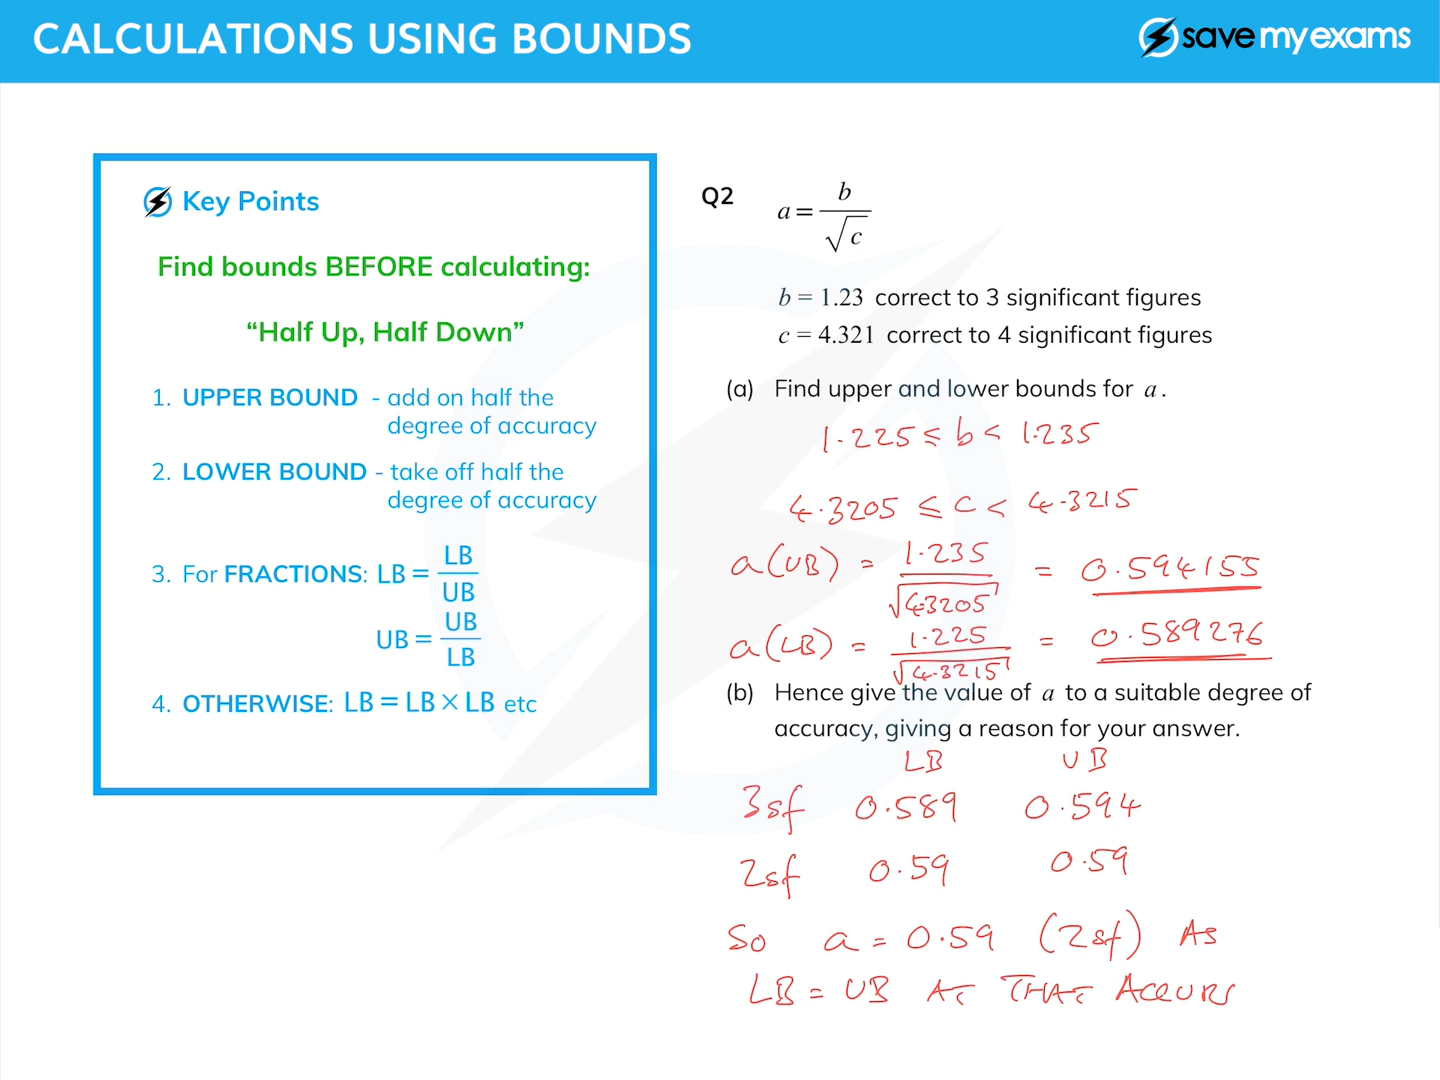 CALCULATIONS USING BOUNDS
save my exams
Key Points
Find bounds BEFORE calculating:
“Half Up, Half Down”
1. UPPER BOUND - add on half the
degree of accuracy
2. LOWER BOUND - take off half the
degree of accuracy
3. For FRACTIONS: LB = LB/UB
UB = UB/LB
4. OTHERWISE: LB = LB × LB etc
Q2 a = b/√c
b = 1.23 correct to 3 significant figures
c = 4.321 correct to 4 significant figures
(a) Find upper and lower bounds for a.
1.225 ≤ b < 1.235
4.3205 ≤ c < 4.3215
a(UB) = 1.235/√4.3205 = 0.594155
a(LB) = 1.225/√4.3215 = 0.589276
(b) Hence give the value of a to a suitable degree of
accuracy, giving a reason for your answer.
LB UB
3sf 0.589 0.594
2sf 0.59 0.59
So a = 0.59 (2sf) AS
LB = UB AT THAT